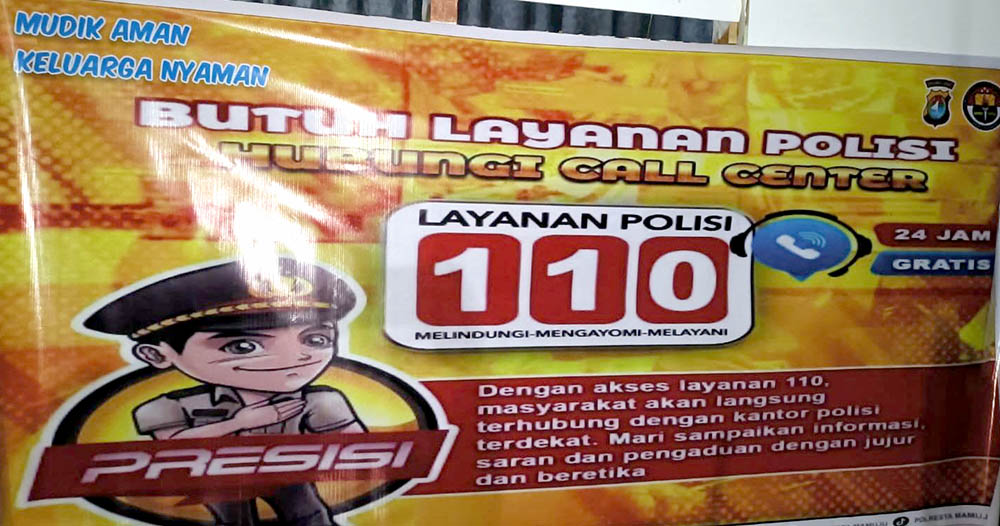 MUDIK AMAN
KELUARGA NYAMAN
BUTUH LAYANAN POLISI
HUBUNGI CALL CENTER
LAYANAN POLISI
110
MELINDUNGI-MENGAYOMI-MELAYANI
24 JAM
GRATIS
Dengan akses layanan 110,
masyarakat akan langsung
terhubung dengan kantor polisi
terdekat. Mari sampaikan informasi,
saran dan pengaduan dengan jujur
dan beretika
PRESISI
POLRESTA